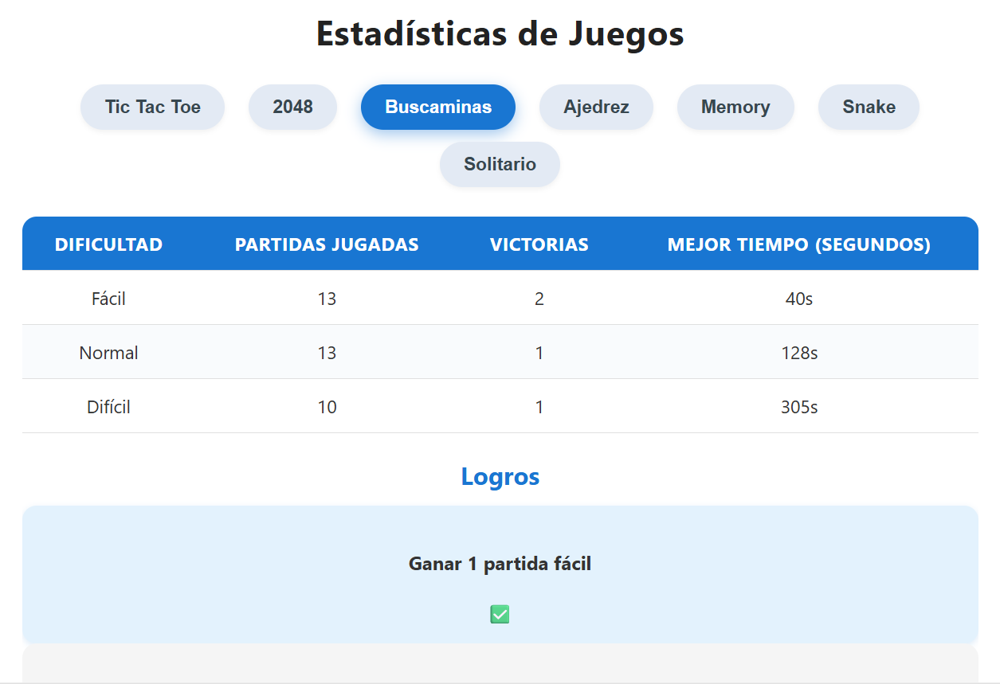 Estadísticas de Juegos
Tic Tac Toe 2048 Buscaminas Ajedrez Memory Snake
Solitario
DIFICULTAD PARTIDAS JUGADAS VICTORIAS MEJOR TIEMPO (SEGUNDOS)
Fácil 13 2 40s
Normal 13 1 128s
Difícil 10 1 305s
Logros
Ganar 1 partida fácil